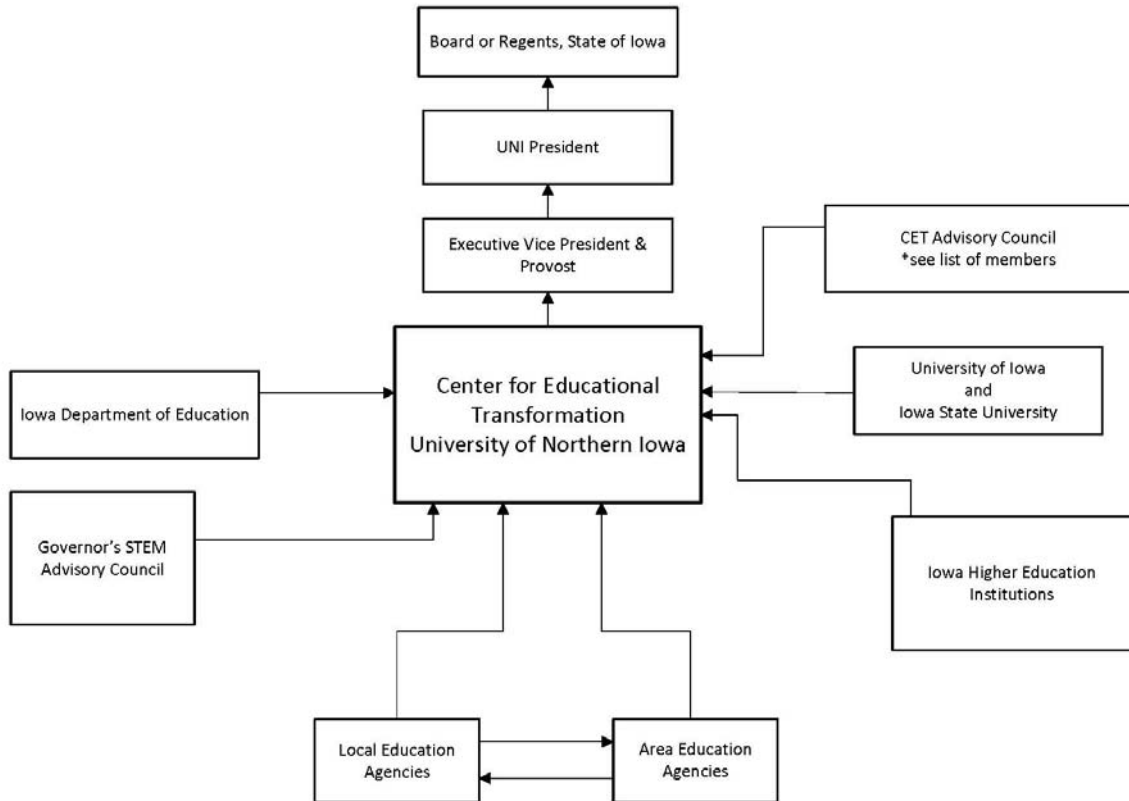 Board or Regents, State of Iowa
UNI President
Executive Vice President &
Provost
CET Advisory Council
*see list of members
Center for Educational
Transformation
University of Northern Iowa
University of Iowa
and
Iowa State University
Iowa Department of Education
Governor’s STEM
Advisory Council
Iowa Higher Education
Institutions
Local Education
Agencies
Area Education
Agencies